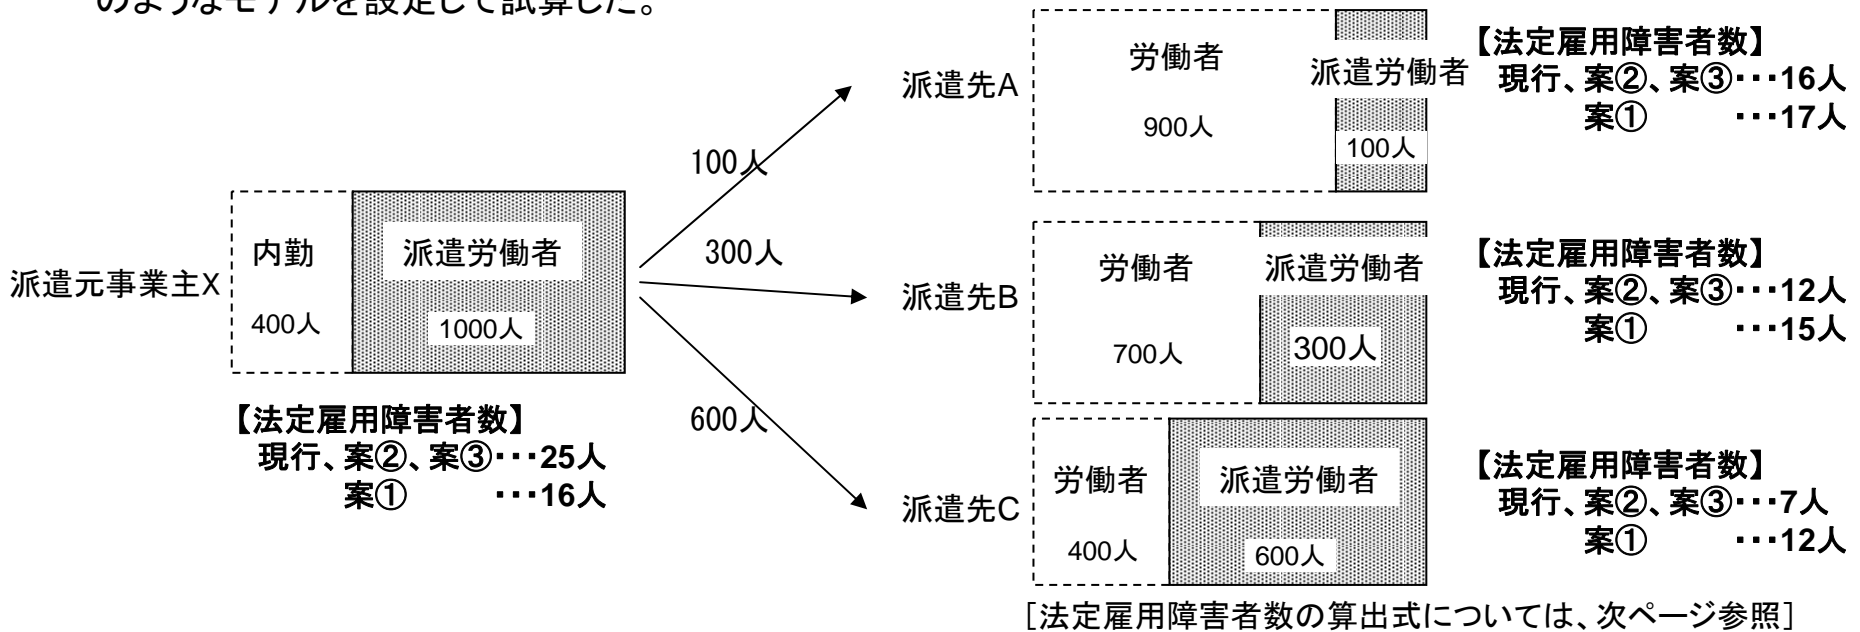 のようなモデルを設定して試算した。
派遣元事業主X
内勤
400人
派遣労働者
1000人
【法定雇用障害者数】
現行、案②、案③・・・25人
案① ・・・16人
100人
300人
600人
派遣先A
労働者
900人
派遣労働者
100人
【法定雇用障害者数】
現行、案②、案③・・・16人
案① ・・・17人
派遣先B
労働者
700人
派遣労働者
300人
【法定雇用障害者数】
現行、案②、案③・・・12人
案① ・・・15人
派遣先C
労働者
400人
派遣労働者
600人
【法定雇用障害者数】
現行、案②、案③・・・7人
案① ・・・12人
[法定雇用障害者数の算出式については、次ページ参照]